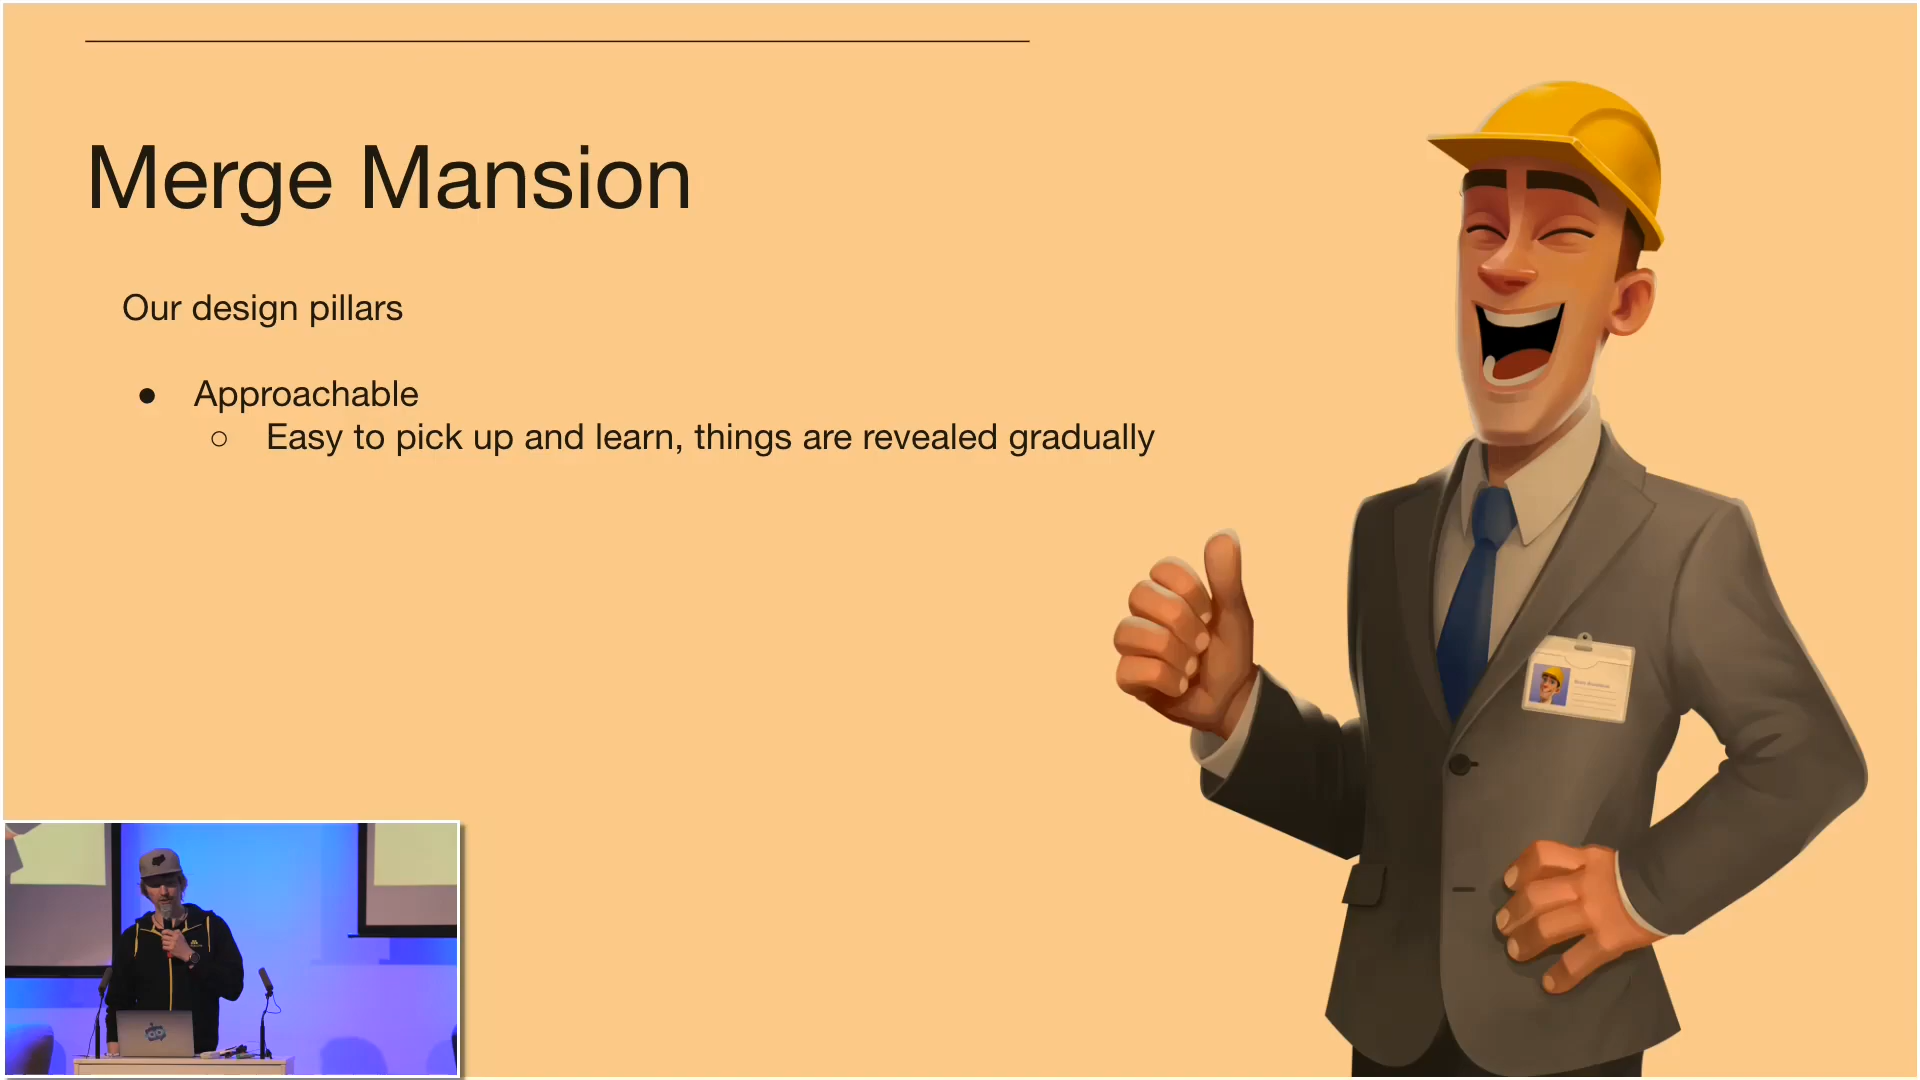 Merge Mansion
Our design pillars
● Approachable
○ Easy to pick up and learn, things are revealed gradually